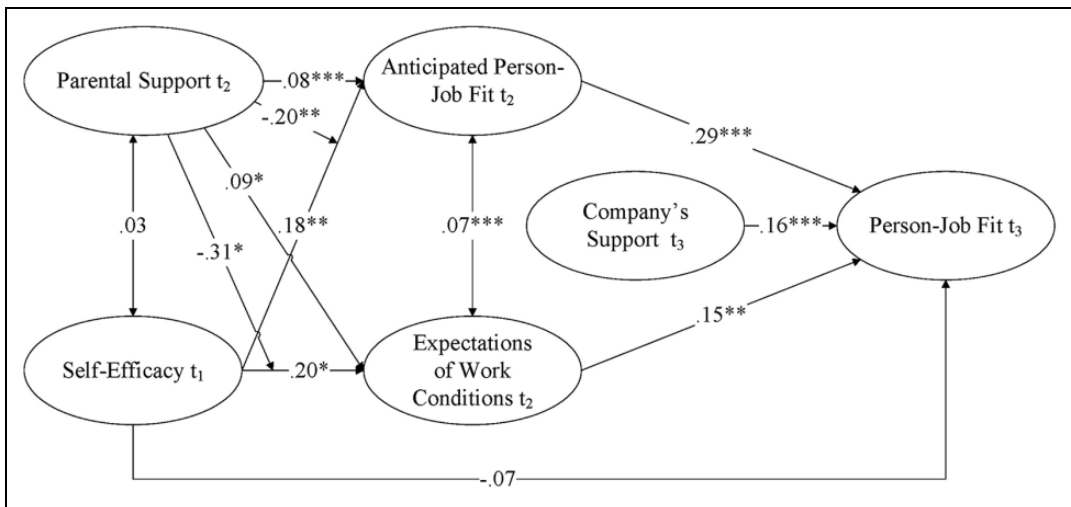 Parental Support t₂
.08***
Anticipated Person-
Job Fit t₂
-.20**
.29***
.09*
.03
.18**
.07***
Company's
Support t₃
.16***
Person-Job Fit t₃
-.31*
.15**
Self-Efficacy t₁
.20*
Expectations
of Work
Conditions t₂
-.07